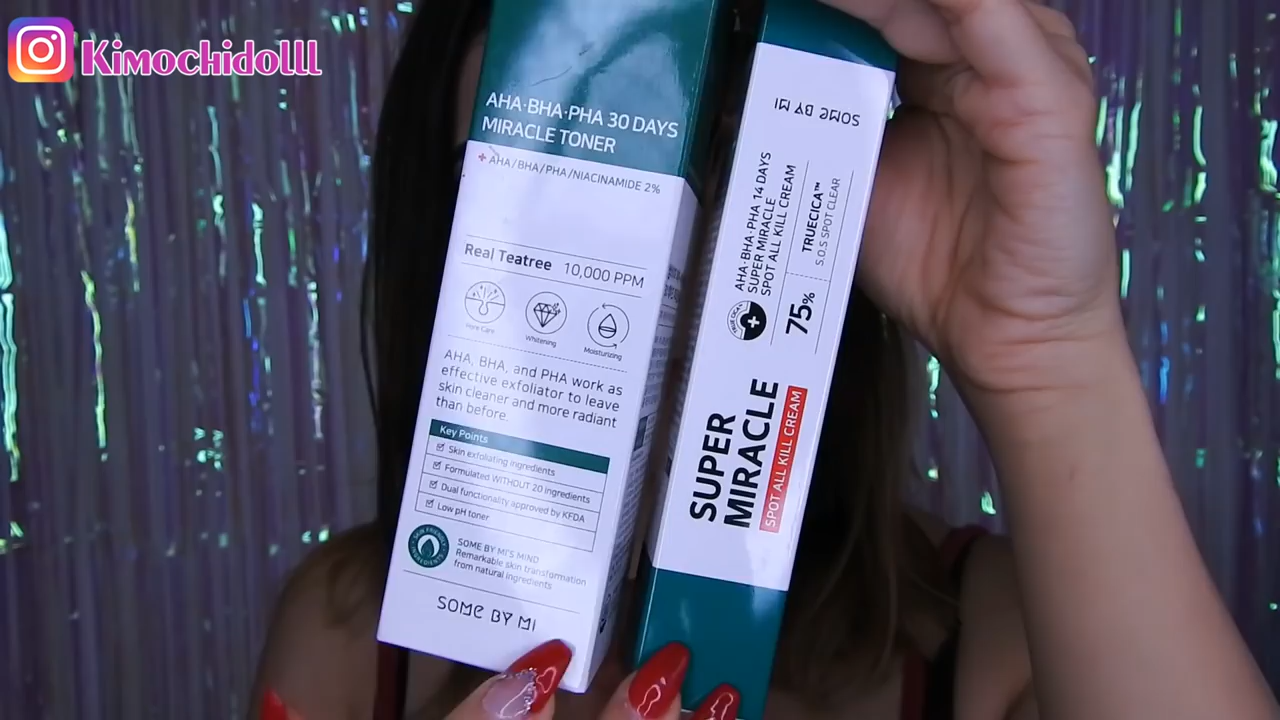 Kimochidolll
AHA·BHA·PHA 30 DAYS
MIRACLE TONER
+ AHA/BHA/PHA/NIACINAMIDE 2%
Real Teatree 10,000 PPM
Pore Care
Whitening
Moisturizing
AHA, BHA, and PHA work as
effective exfoliator to leave
skin cleaner and more radiant
than before.
Key Points
Skin exfoliating ingredients
Formulated WITHOUT 20 ingredients
Dual functionality approved by KFDA
Low pH toner
SOME BY MI'S MIND
Remarkable skin transformation
from natural ingredients
SOME BY MI
SOME BY MI
AHA·BHA·PHA 14 DAYS
SUPER MIRACLE
SPOT ALL KILL CREAM
75%
TRUECICA™
S.O.S SPOT CLEAR
SUPER
MIRACLE
SPOT ALL KILL CREAM